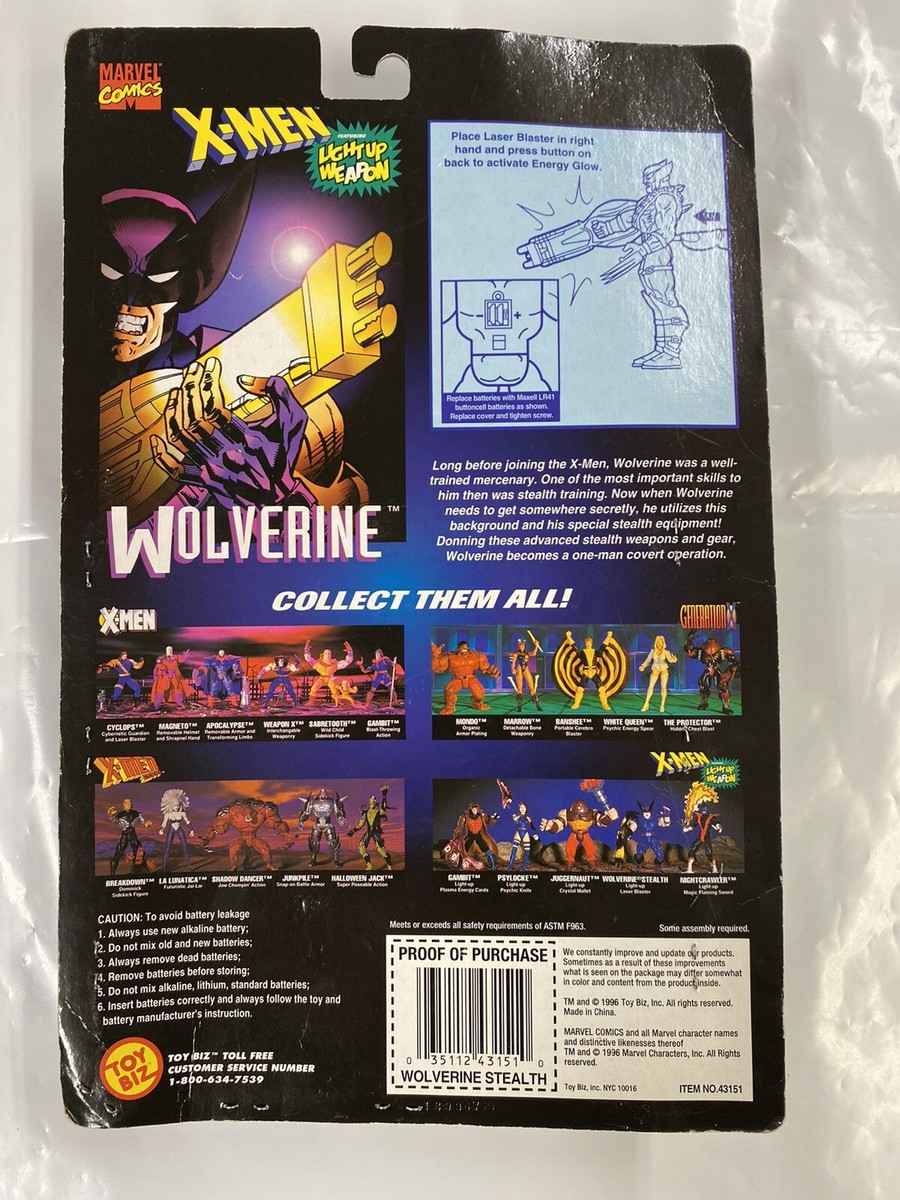 MARVEL
COMICS
M
X-MEN
FEATURING
LIGHT UP
WEAPON
Place Laser Blaster in right
hand and press button on
back to activate Energy Glow.
Replace batteries with Maxell LR41
buttoncell batteries as shown.
Replace cover and tighten screw.
WOLVERINE™
Long before joining the X-Men, Wolverine was a well-
trained mercenary. One of the most important skills to
him then was stealth training. Now when Wolverine
needs to get somewhere secretly, he utilizes this
background and his special stealth equipment!
Donning these advanced stealth weapons and gear,
Wolverine becomes a one-man covert operation.
COLLECT THEM ALL!
X-MEN
CYCLOPS™
Cybernetic Guardian
and Laser Blaster
MAGNETO™
Removable Helmet
and Shrapnel Hand
APOCALYPSE™
Removable Armor and
Transforming Limbs
WEAPON X™
Interchangable
Weaponry
SABRETOOTH™
Wild Child
Sidekick Figure
GAMBIT™
Blast-Throwing
Action
GENERATION X
MONDO™
Organic
Armor Plating
MARROW™
Detachable Bone
Weaponry
BANSHEE™
Portable Cerebro
Blaster
WHITE QUEEN™
Psychic Energy Spear
THE PROTECTOR™
Hidden Chest Blast
X-MEN
BREAKDOWN™
Dominick
Sidekick Figure
LA LUNATICA™
Futuristic Jai-Lai
SHADOW DANCER™
Jaw Chompin' Action
JUNKPILE™
Snap-on Battle Armor
HALLOWEEN JACK™
Super Poseable Action
X-MEN
LIGHT UP
WEAPON
GAMBIT™
Light-up
Plasma Energy Cards
PSYLOCKE™
Light-up
Psychic Knife
JUGGERNAUT™
Light-up
Crystal Mallet
WOLVERINE STEALTH
Light-up
Laser Blaster
NIGHTCRAWLER™
Light-up
Magic Flaming Sword
CAUTION: To avoid battery leakage
1. Always use new alkaline battery;
2. Do not mix old and new batteries;
3. Always remove dead batteries;
4. Remove batteries before storing;
5. Do not mix alkaline, lithium, standard batteries;
6. Insert batteries correctly and always follow the toy and
battery manufacturer's instruction.
TOY
BIZ
TOY BIZ™ TOLL FREE
CUSTOMER SERVICE NUMBER
1-800-634-7539
Meets or exceeds all safety requirements of ASTM F963.
Some assembly required.
PROOF OF PURCHASE
0 35112 43151 0
WOLVERINE STEALTH
We constantly improve and update our products.
Sometimes as a result of these improvements
what is seen on the package may differ somewhat
in color and content from the product inside.
TM and © 1996 Toy Biz, Inc. All rights reserved.
Made in China.
MARVEL COMICS and all Marvel character names
and distinctive likenesses thereof
TM and © 1996 Marvel Characters, Inc. All Rights
reserved.
Toy Biz, Inc. NYC 10016
ITEM NO.43151